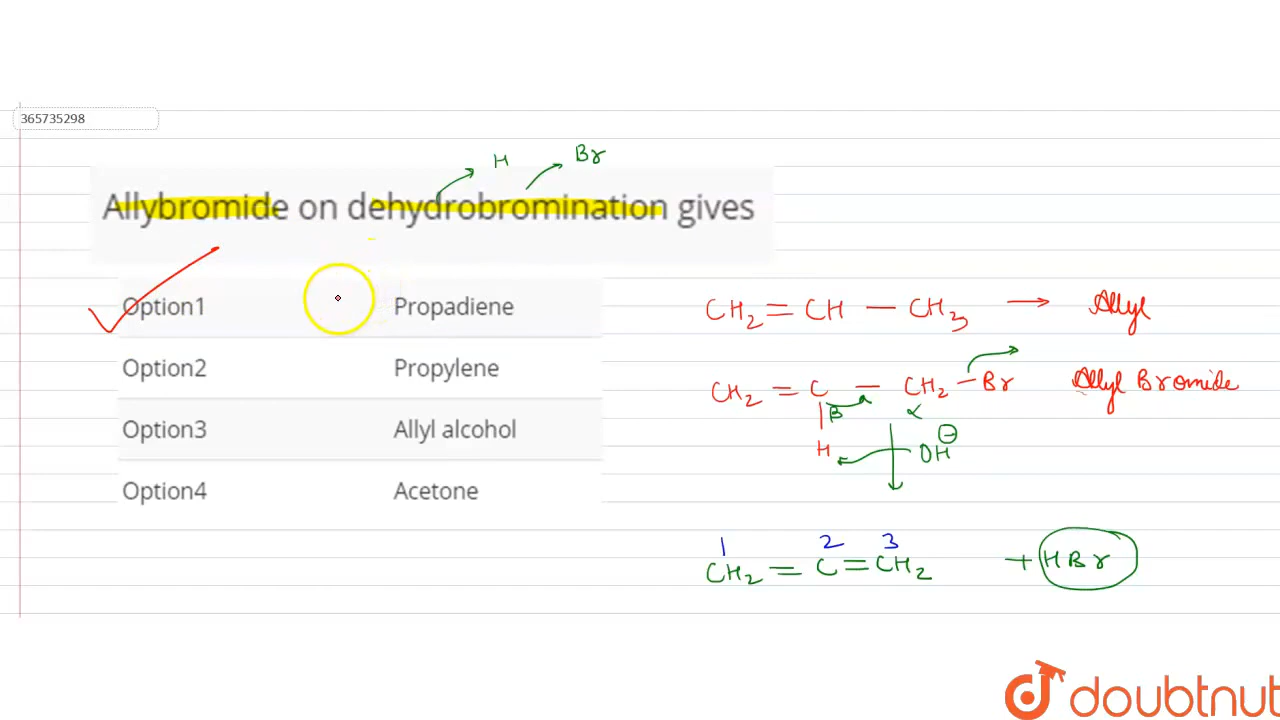 365735298
H Br
Allybromide on dehydrobromination gives
Option1 Propadiene
Option2 Propylene
Option3 Allyl alcohol
Option4 Acetone
CH2 = CH — CH3 → Allyl
CH2 = C — CH2 – Br Allyl Bromide
β α
H OH⊖
1 2 3
CH2 = C = CH2 + HBr
doubtnut